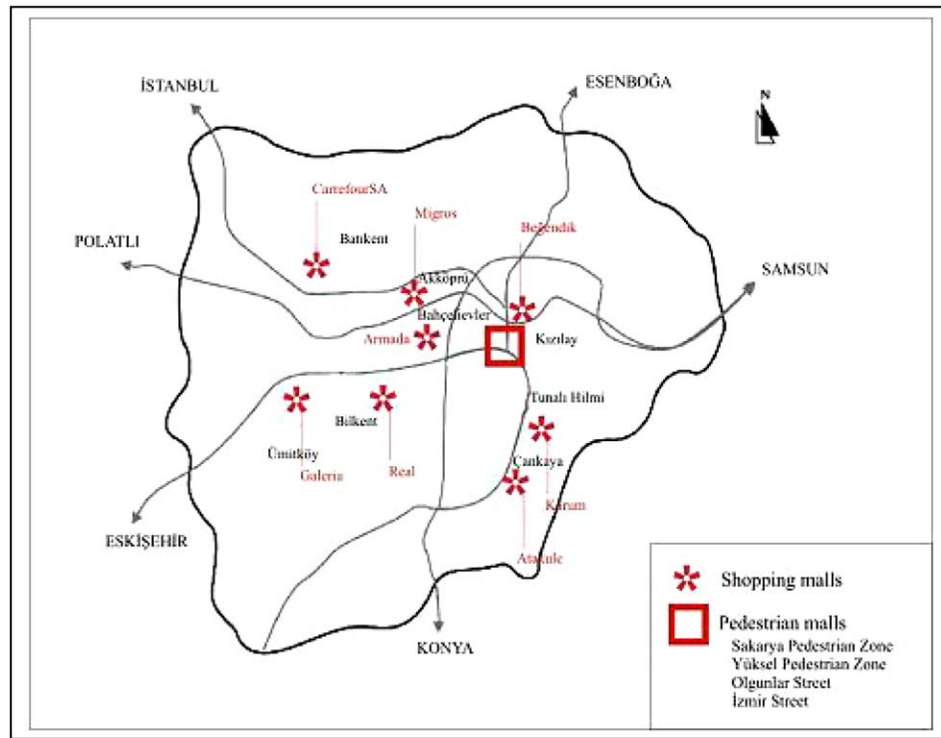 İSTANBUL
ESENBOĞA
N
CarrefourSA
Migros
Beğendik
POLATLI
Batıkent
SAMSUN
Akköprü
Bahçelievler
Armada
Kızılay
Tunalı Hilmi
Bilkent
Ümitköy
Çankaya
Galeria
Real
Karum
ESKİŞEHİR
Atakule
KONYA
Shopping malls
Pedestrian malls
Sakarya Pedestrian Zone
Yüksel Pedestrian Zone
Olgunlar Street
İzmir Street